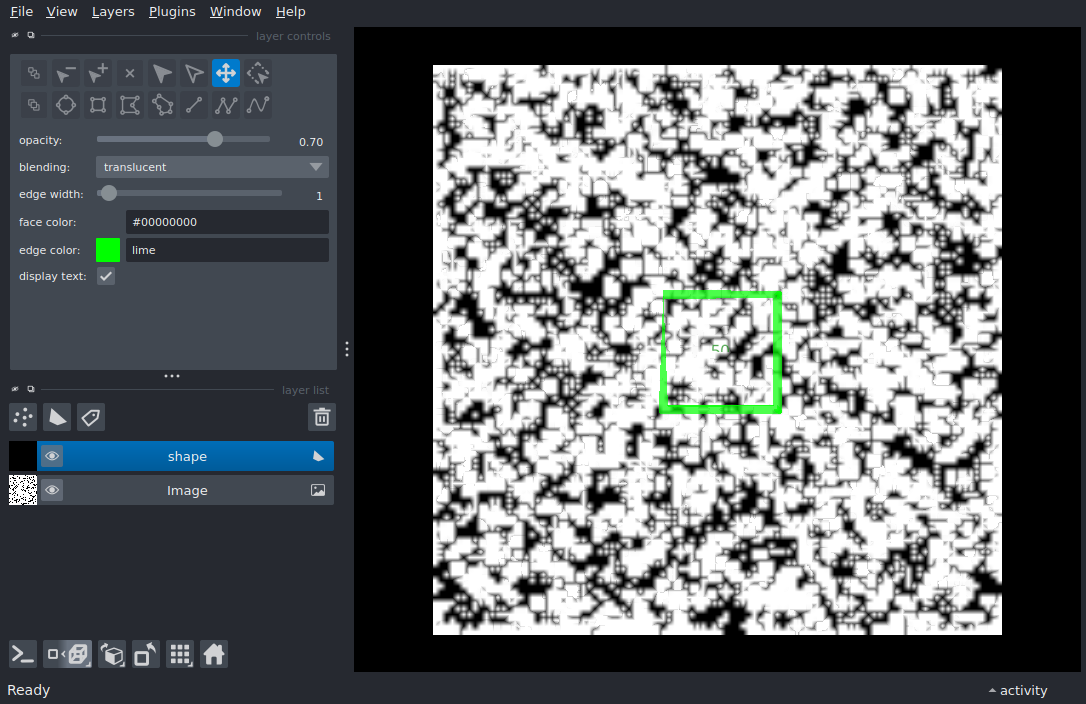 File View Layers Plugins Window Help
layer controls
opacity: 0.70
blending: translucent
edge width: 1
face color: #00000000
edge color: lime
display text:
layer list
shape
Image
50
Ready
activity